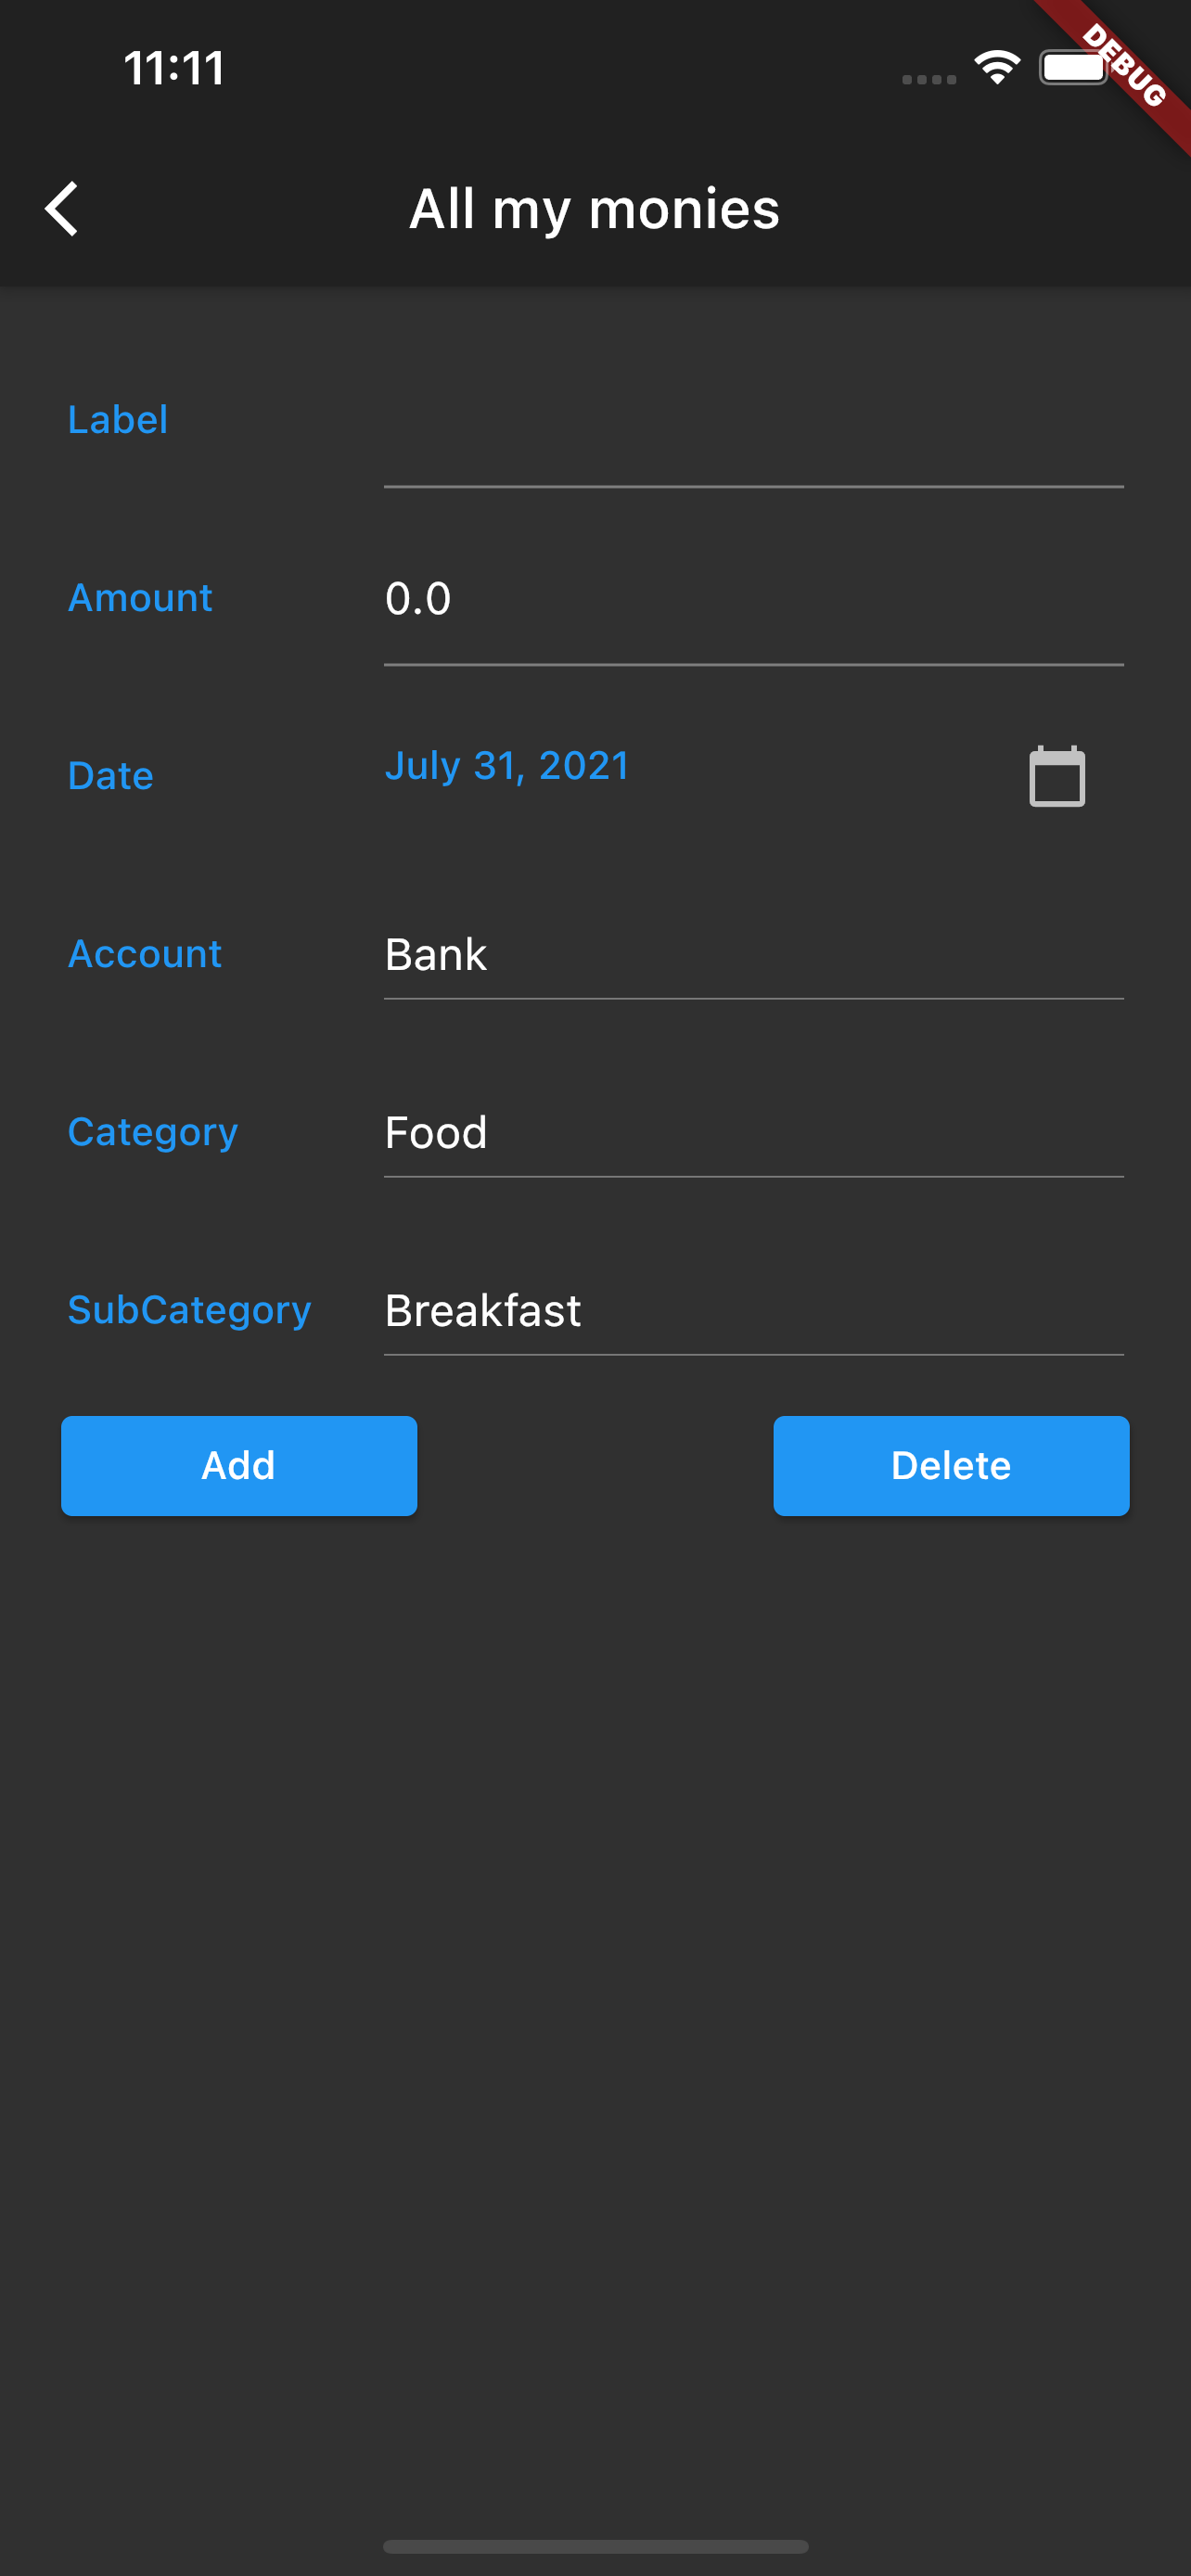 11:11
DEBUG
All my monies
Label
Amount 0.0
Date July 31, 2021
Account Bank
Category Food
SubCategory Breakfast
Add Delete